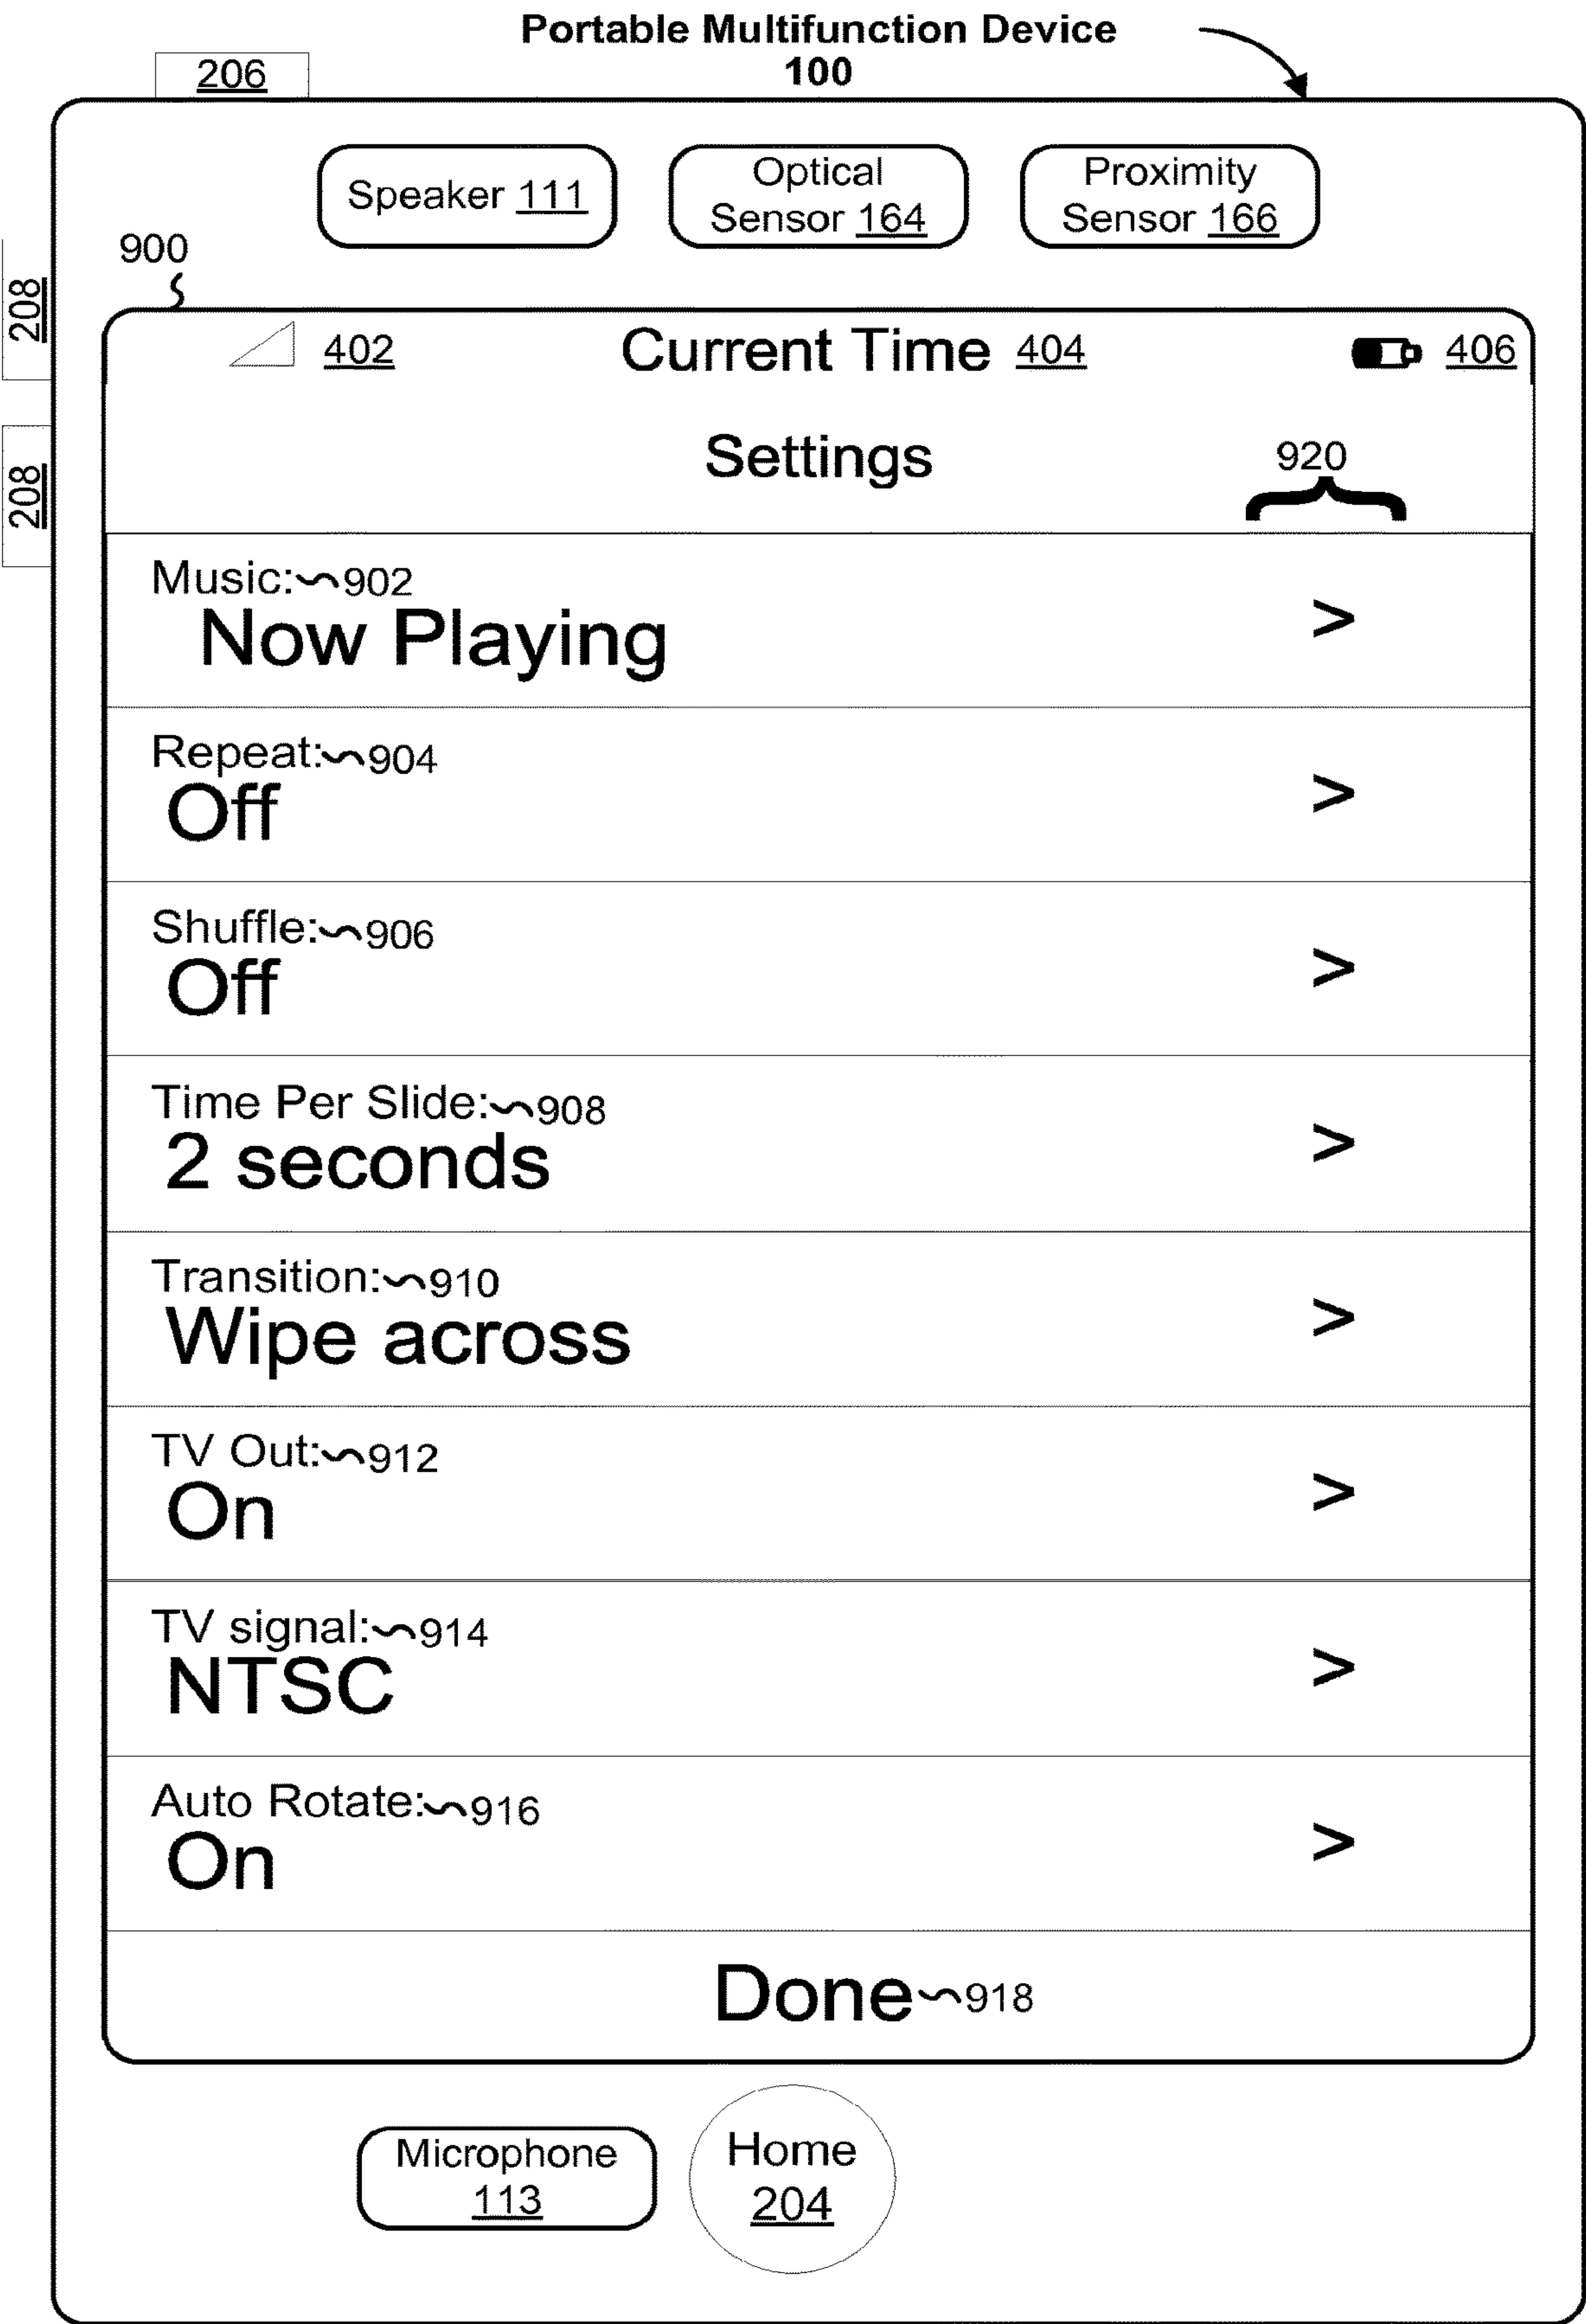 Portable Multifunction Device
100
206
Speaker 111
Optical
Sensor 164
Proximity
Sensor 166
900
208
208
402
Current Time 404
406
Settings
920
Music: 902
Now Playing
>
Repeat: 904
Off
>
Shuffle: 906
Off
>
Time Per Slide: 908
2 seconds
>
Transition: 910
Wipe across
>
TV Out: 912
On
>
TV signal: 914
NTSC
>
Auto Rotate: 916
On
>
Done 918
Microphone
113
Home
204